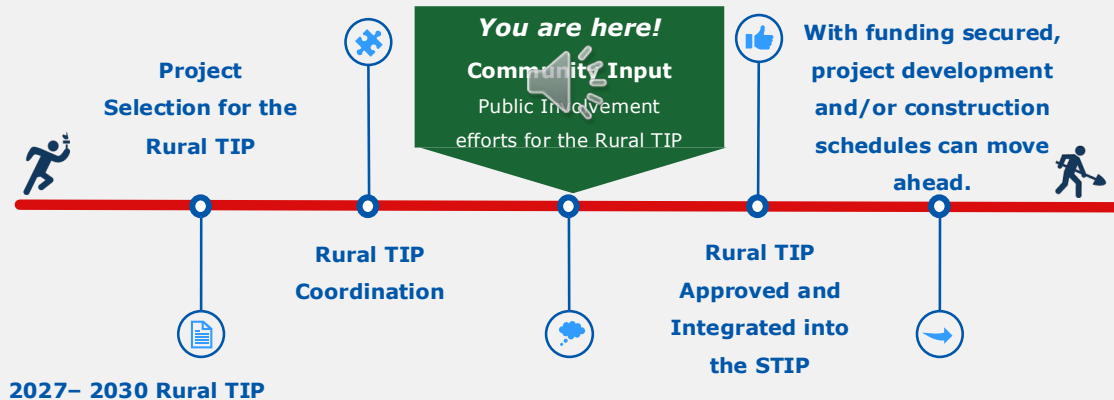 Project
Selection for the
Rural TIP
2027– 2030 Rural TIP
Rural TIP
Coordination
You are here!
Community Input
Public Involvement
efforts for the Rural TIP
Rural TIP
Approved and
Integrated into
the STIP
With funding secured,
project development
and/or construction
schedules can move
ahead.